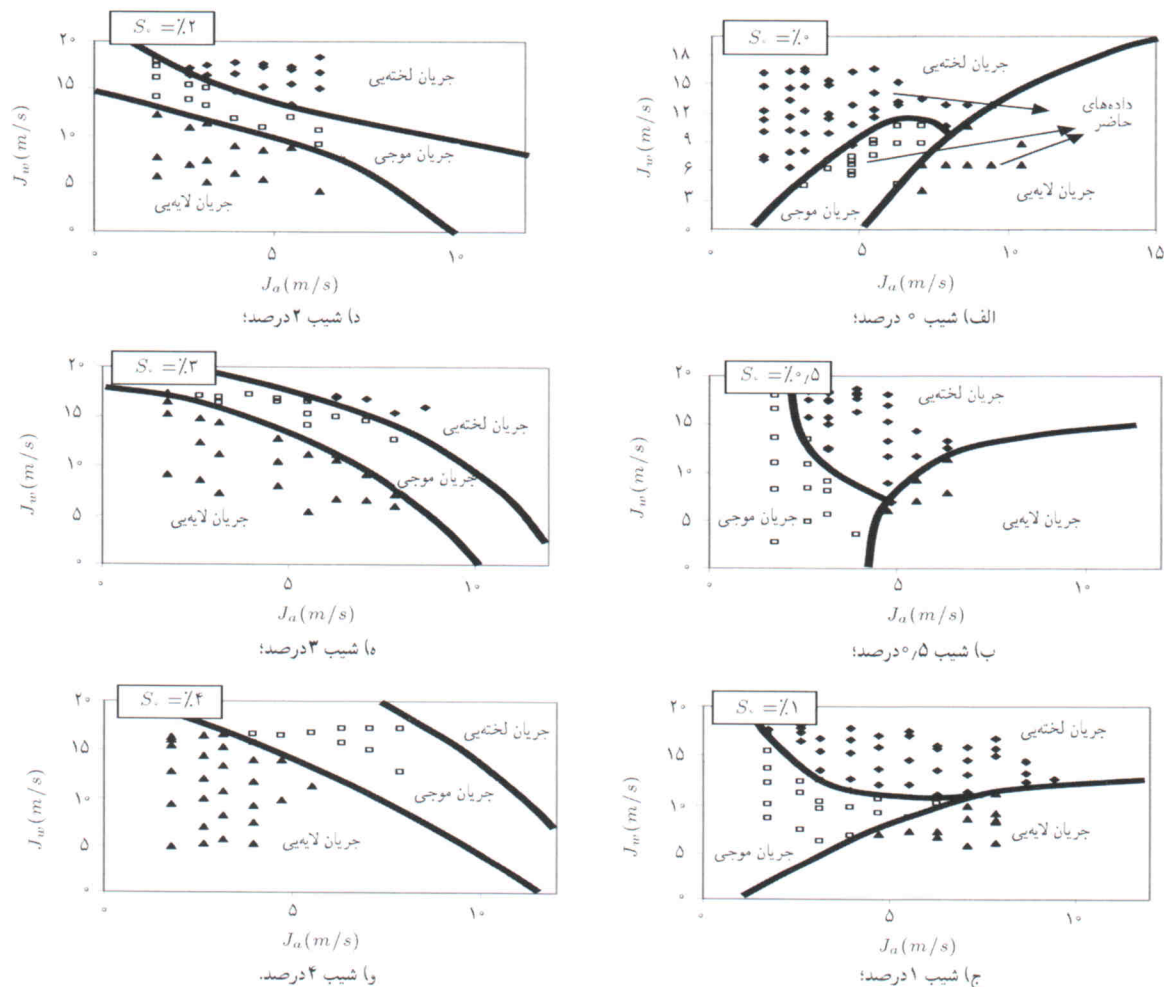 S₀ = ٪۰
جریان لخته‌یی
داده‌های
حاضر
جریان موجی
جریان لایه‌یی
۱۸
۱۵
۱۲
۹
۶
۳
۰
۰ ۵ ۱۰ ۱۵
J_w (m/s)
J_a (m/s)
الف) شیب ۰ درصد؛
S₀ = ٪۰٫۵
جریان لخته‌یی
جریان موجی
جریان لایه‌یی
۲۰
۱۵
۱۰
۵
۰
۰ ۵ ۱۰
J_w (m/s)
J_a (m/s)
ب) شیب ۰٫۵ درصد؛
S₀ = ٪۱
جریان لخته‌یی
جریان موجی
جریان لایه‌یی
۲۰
۱۵
۱۰
۵
۰
۰ ۵ ۱۰
J_w (m/s)
J_a (m/s)
ج) شیب ۱ درصد؛
S₀ = ٪۲
جریان لخته‌یی
جریان موجی
جریان لایه‌یی
۲۰
۱۵
۱۰
۵
۰
۰ ۵ ۱۰
J_w (m/s)
J_a (m/s)
د) شیب ۲ درصد؛
S₀ = ٪۳
جریان لخته‌یی
جریان موجی
جریان لایه‌یی
۲۰
۱۵
۱۰
۵
۰
۰ ۵ ۱۰
J_w (m/s)
J_a (m/s)
ه) شیب ۳ درصد؛
S₀ = ٪۴
جریان لخته‌یی
جریان موجی
جریان لایه‌یی
۲۰
۱۵
۱۰
۵
۰
۰ ۵ ۱۰
J_w (m/s)
J_a (m/s)
و) شیب ۴ درصد.